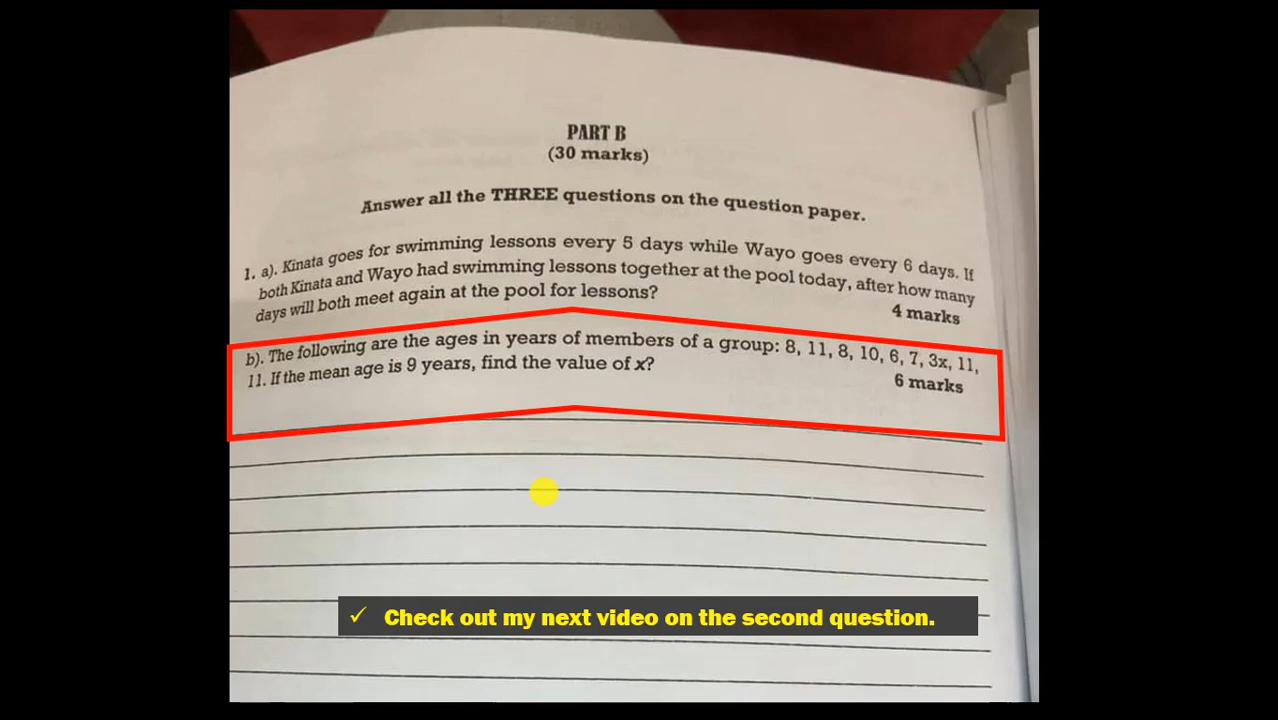 PART B
(30 marks)
Answer all the THREE questions on the question paper.
1. a). Kinata goes for swimming lessons every 5 days while Wayo goes every 6 days. If
both Kinata and Wayo had swimming lessons together at the pool today, after how many
days will both meet again at the pool for lessons?
4 marks
b). The following are the ages in years of members of a group: 8, 11, 8, 10, 6, 7, 3x, 11,
11. If the mean age is 9 years, find the value of x?
6 marks
✓ Check out my next video on the second question.